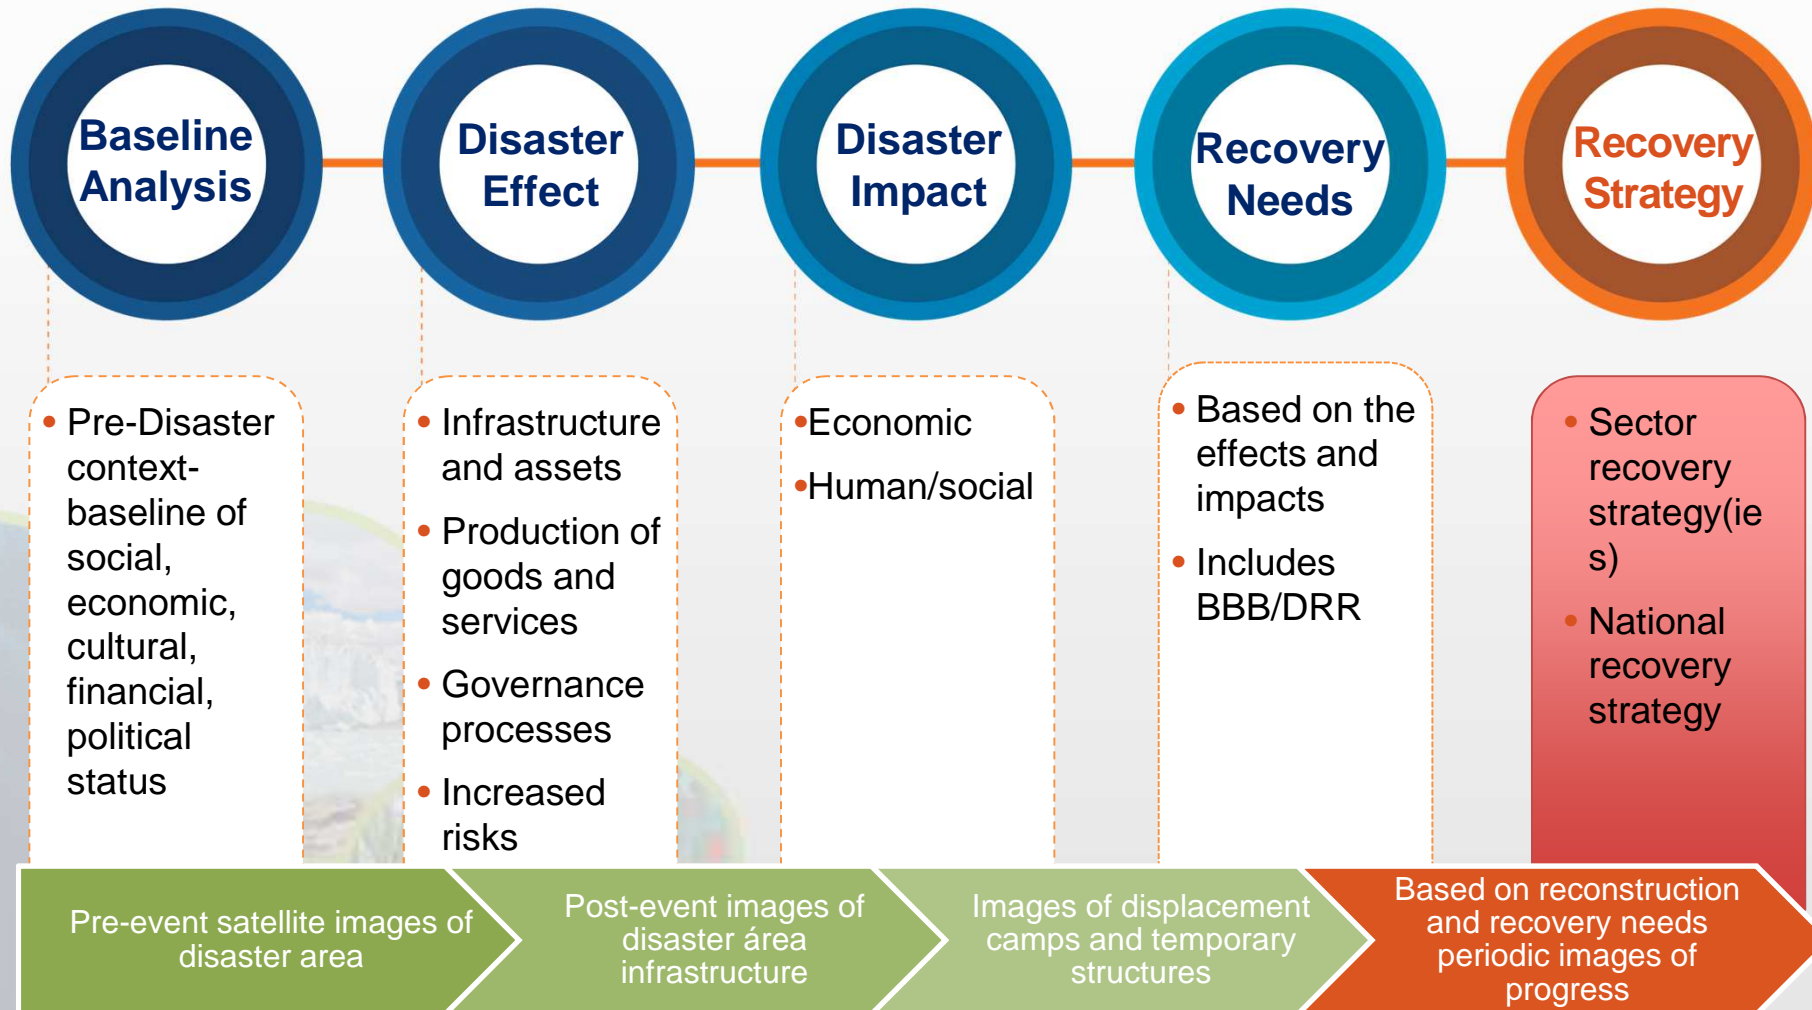 Baseline
Analysis
Disaster
Effect
Disaster
Impact
Recovery
Needs
Recovery
Strategy
• Pre-Disaster
context-
baseline of
social,
economic,
cultural,
financial,
political
status
• Infrastructure
and assets
• Production of
goods and
services
• Governance
processes
• Increased
risks
•Economic
•Human/social
• Based on the
effects and
impacts
• Includes
BBB/DRR
• Sector
recovery
strategy(ie
s)
• National
recovery
strategy
Pre-event satellite images of
disaster area
Post-event images of
disaster área
infrastructure
Images of displacement
camps and temporary
structures
Based on reconstruction
and recovery needs
periodic images of
progress